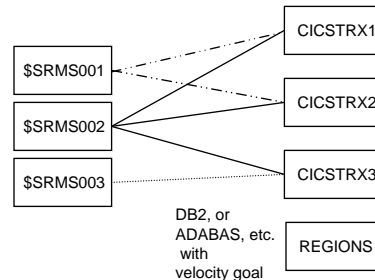 CICSTRX1
$SRMS001
CICSTRX2
$SRMS002
CICSTRX3
$SRMS003
DB2, or
ADABAS, etc.
with
velocity goal
REGIONS